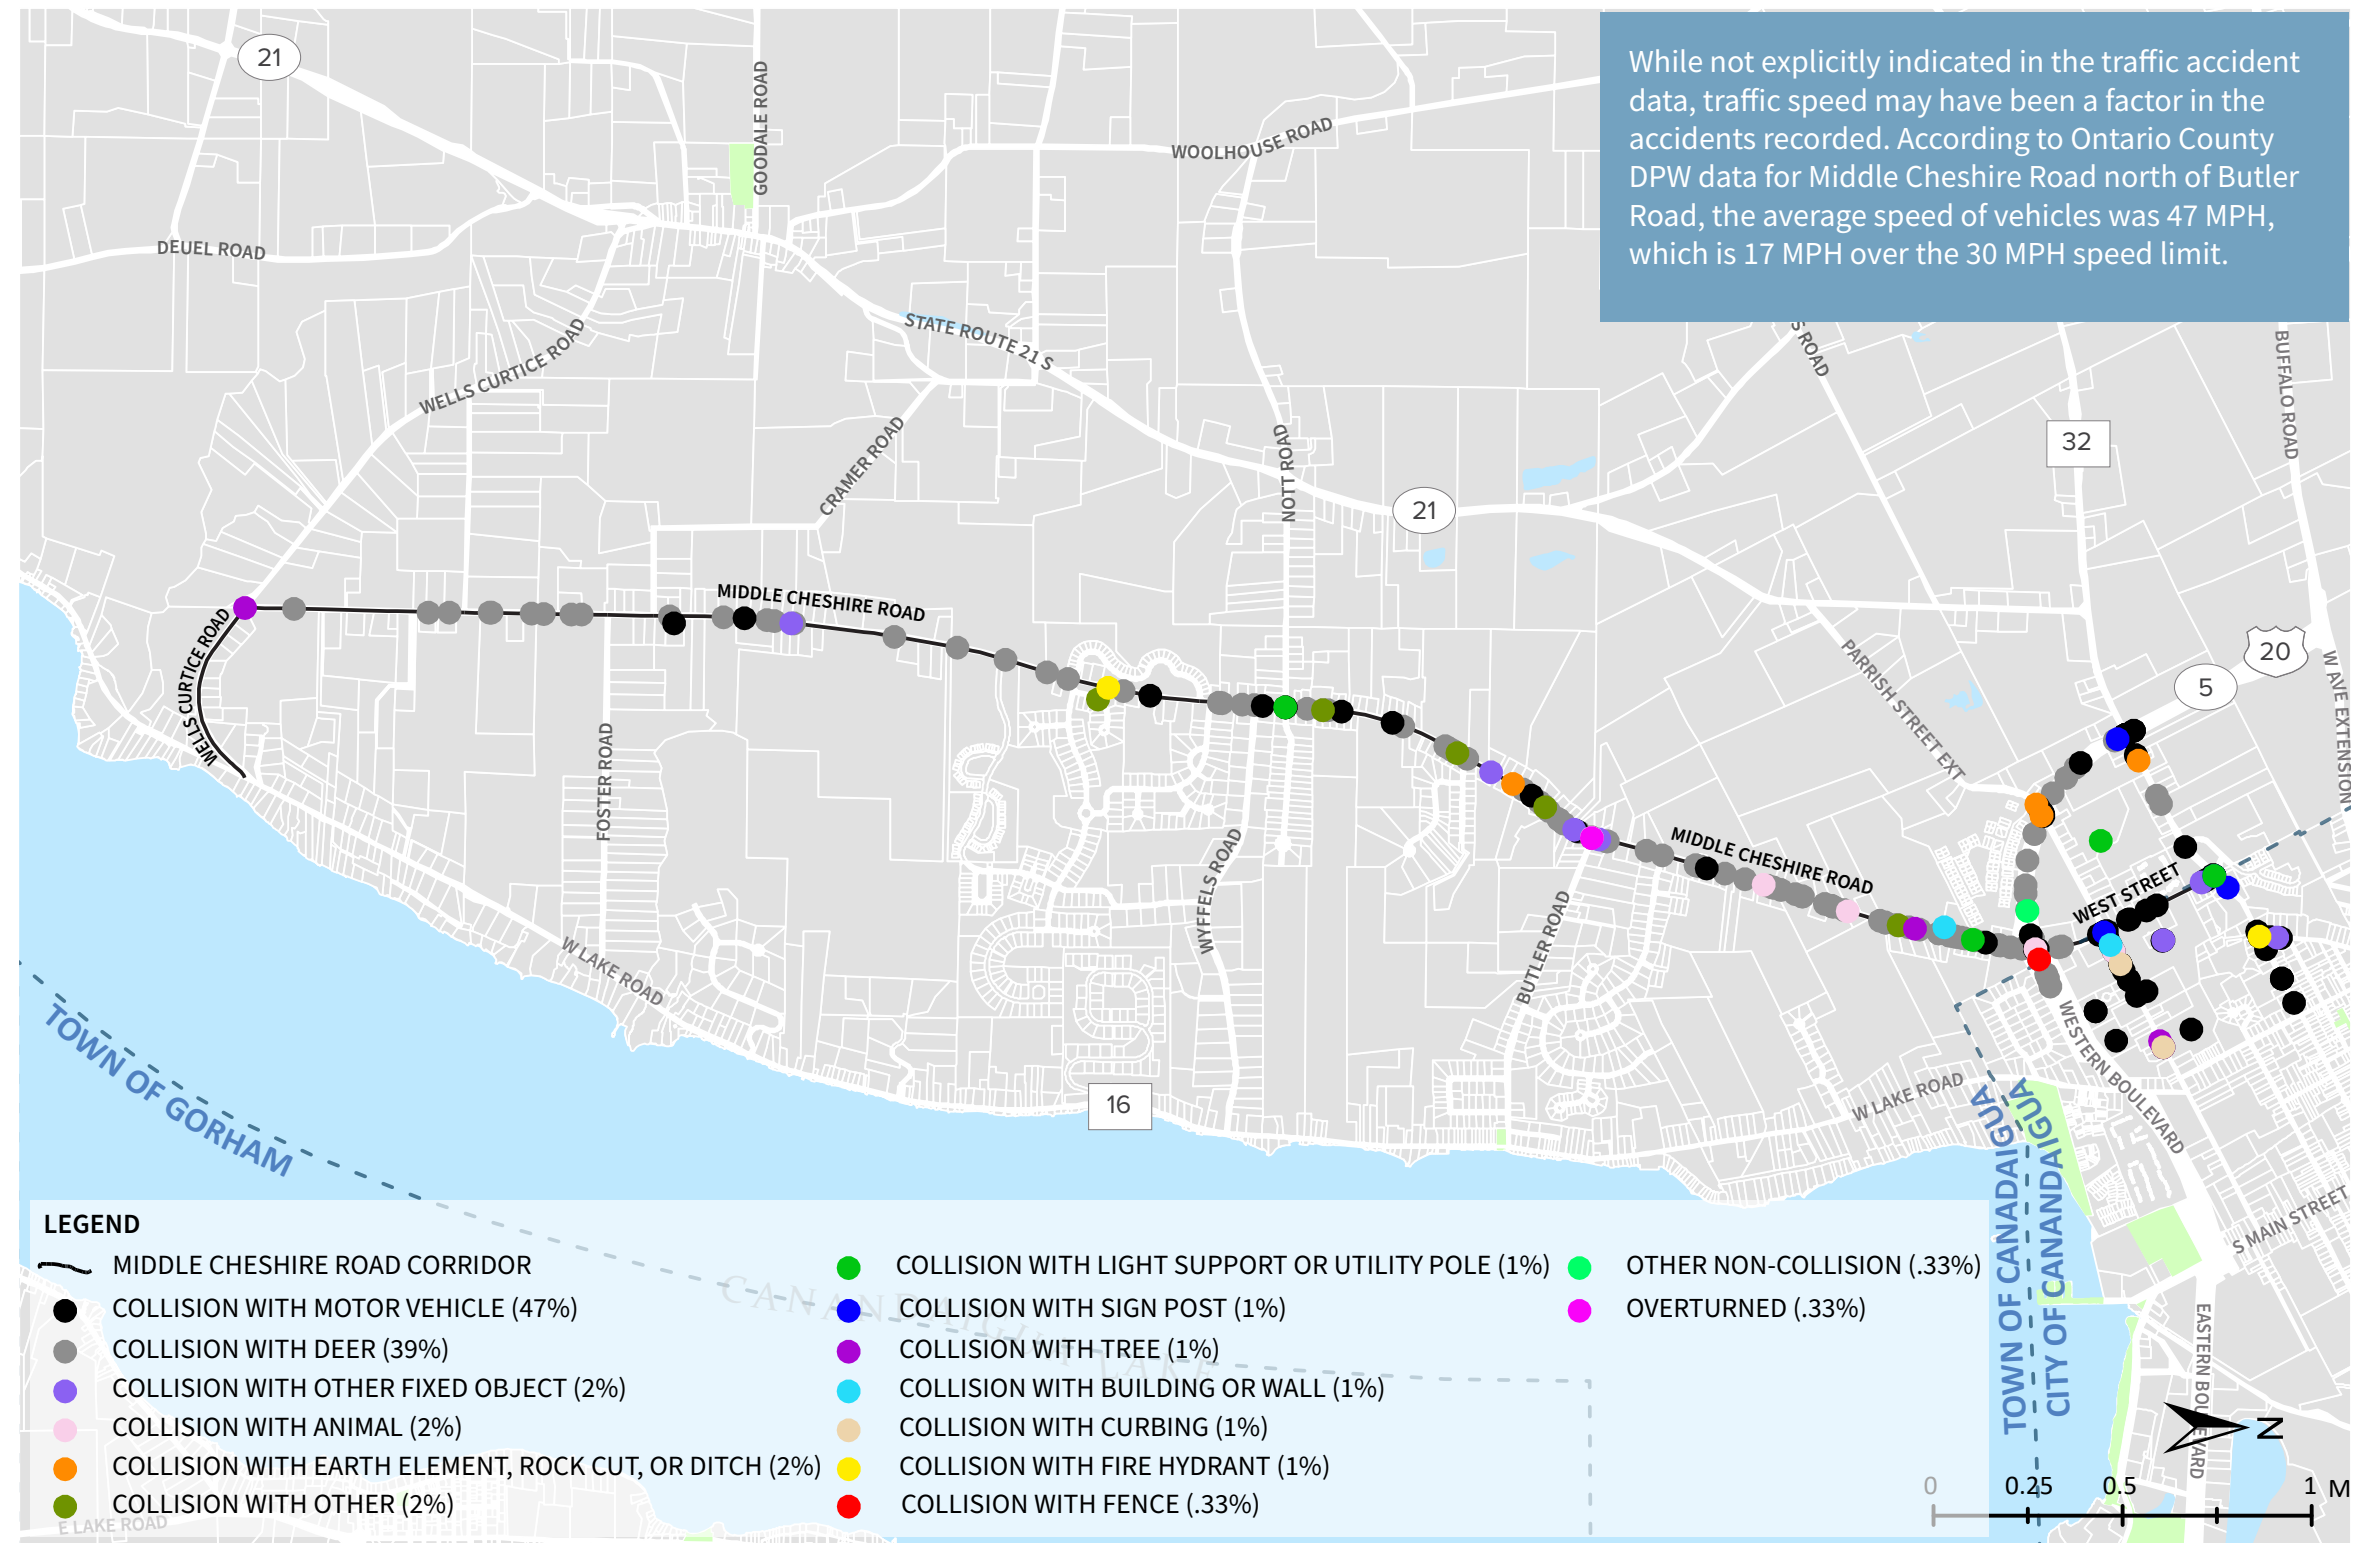 While not explicitly indicated in the traffic accident
data, traffic speed may have been a factor in the
accidents recorded. According to Ontario County
DPW data for Middle Cheshire Road north of Butler
Road, the average speed of vehicles was 47 MPH,
which is 17 MPH over the 30 MPH speed limit.
21
GOODALE ROAD
WOOLHOUSE ROAD
DEUEL ROAD
WELLS CURTICE ROAD
STATE ROUTE 21 S
S ROAD
BUFFALO ROAD
CRAMER ROAD
NOTT ROAD
32
21
MIDDLE CHESHIRE ROAD
WELLS CURTICE ROAD
PARRISH STREET EXT
20
5
W AVE EXTENSION
FOSTER ROAD
WYFFELS ROAD
BUTLER ROAD
MIDDLE CHESHIRE ROAD
WEST STREET
W LAKE ROAD
WESTERN BOULEVARD
TOWN OF GORHAM
16
W LAKE ROAD
TOWN OF CANADAIGUA
CITY OF CANANDAIGUA
S MAIN STREET
EASTERN BOULEVARD
CANANDAIGUA LAKE
E LAKE ROAD
LEGEND
MIDDLE CHESHIRE ROAD CORRIDOR
COLLISION WITH MOTOR VEHICLE (47%)
COLLISION WITH DEER (39%)
COLLISION WITH OTHER FIXED OBJECT (2%)
COLLISION WITH ANIMAL (2%)
COLLISION WITH EARTH ELEMENT, ROCK CUT, OR DITCH (2%)
COLLISION WITH OTHER (2%)
COLLISION WITH LIGHT SUPPORT OR UTILITY POLE (1%)
COLLISION WITH SIGN POST (1%)
COLLISION WITH TREE (1%)
COLLISION WITH BUILDING OR WALL (1%)
COLLISION WITH CURBING (1%)
COLLISION WITH FIRE HYDRANT (1%)
COLLISION WITH FENCE (.33%)
OTHER NON-COLLISION (.33%)
OVERTURNED (.33%)
N
0 0.25 0.5 1 M